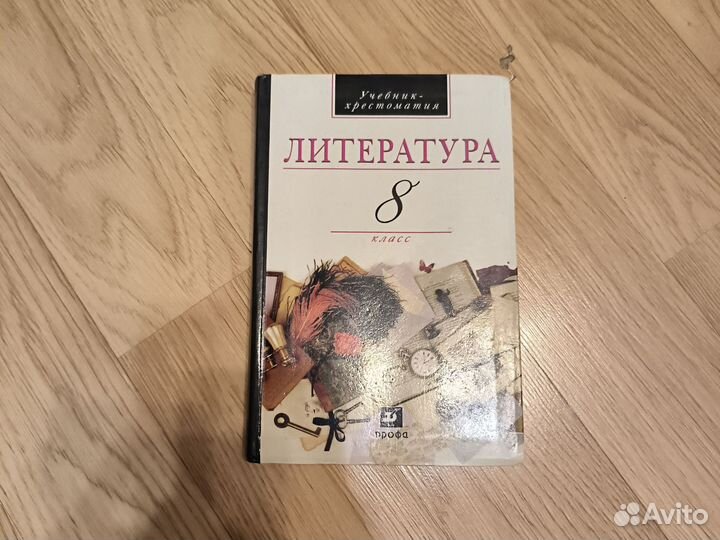 Учебник-
хрестоматия
ЛИТЕРАТУРА
8
класс
дрофа
Avito